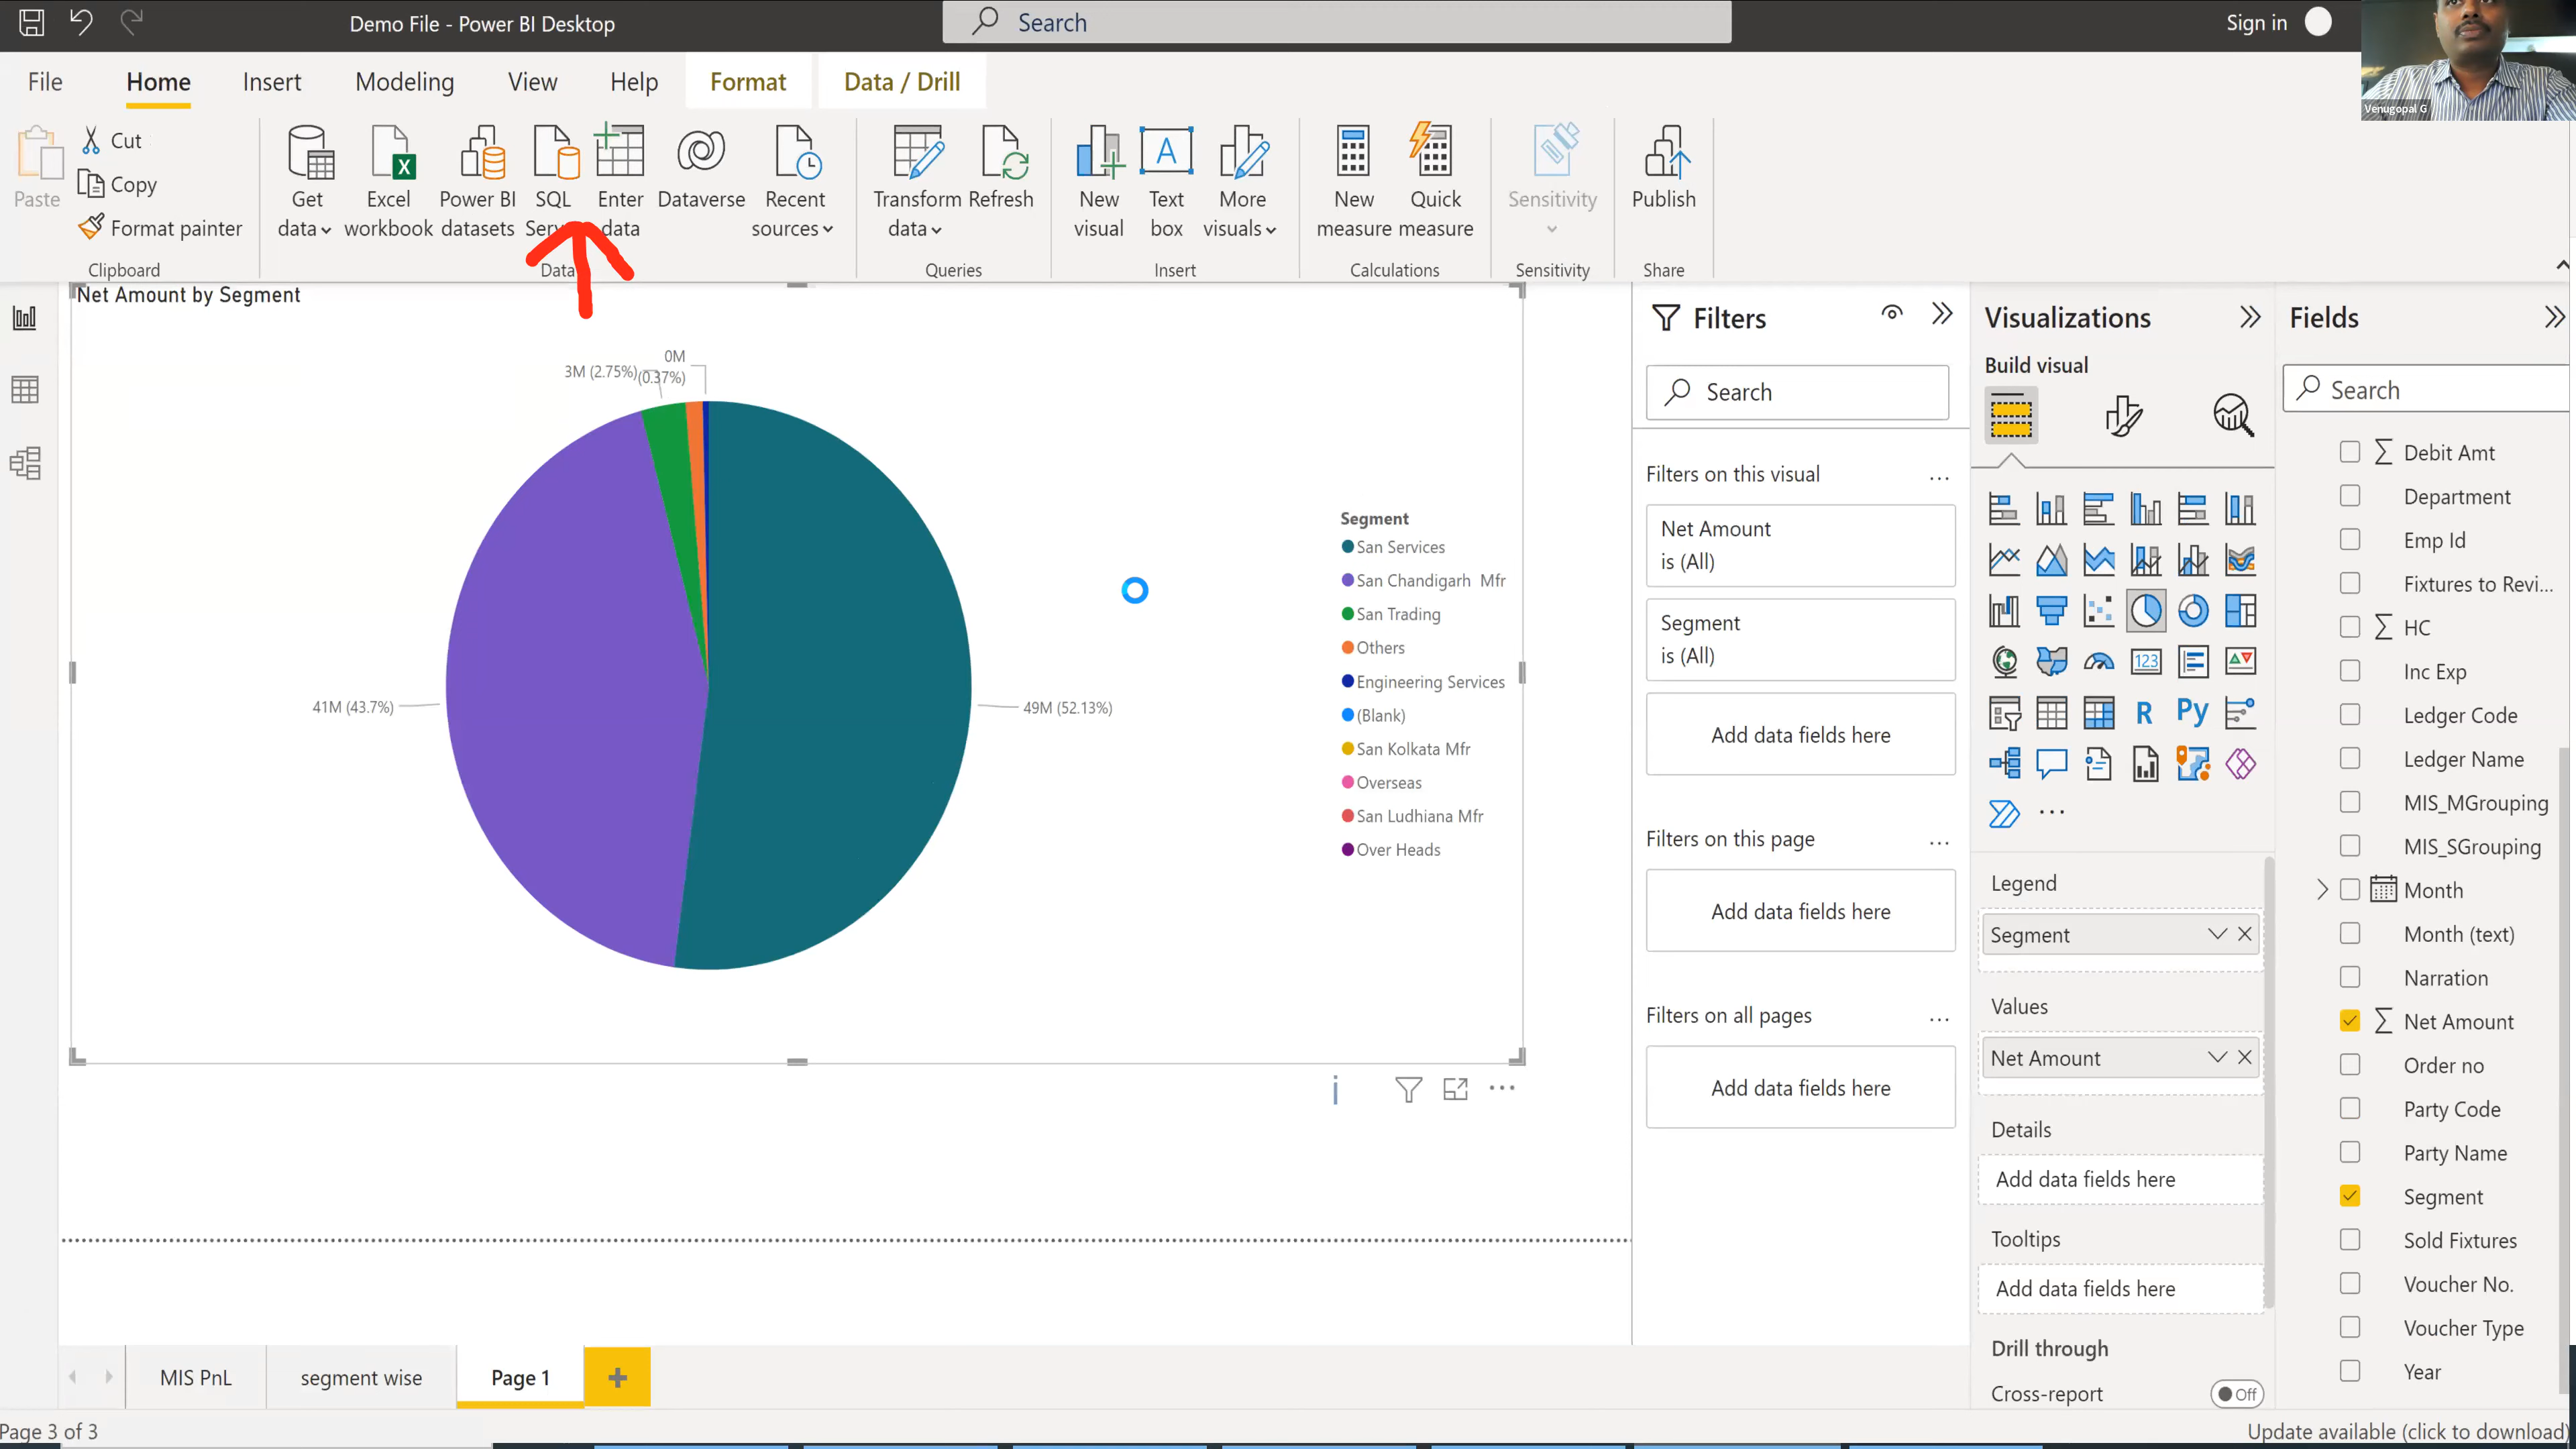 Demo File - Power BI Desktop
Search
Sign in
Venugopal G
File Home Insert Modeling View Help Format Data / Drill
Paste
Cut
Copy
Format painter
Clipboard
Get data
Excel workbook
Power BI datasets
SQL
Enter data
Dataverse
Recent sources
Data
Transform data
Refresh
Queries
New visual
Text box
More visuals
Insert
New measure
Quick measure
Calculations
Sensitivity
Sensitivity
Publish
Share
Net Amount by Segment
0M
(0.37%)
3M (2.75%)
41M (43.7%)
49M (52.13%)
Segment
San Services
San Chandigarh Mfr
San Trading
Others
Engineering Services
(Blank)
San Kolkata Mfr
Overseas
San Ludhiana Mfr
Over Heads
Filters
Search
Filters on this visual
Net Amount
is (All)
Segment
is (All)
Add data fields here
Filters on this page
Add data fields here
Filters on all pages
Add data fields here
Visualizations
Build visual
123
R
Py
Legend
Segment
Values
Net Amount
Details
Add data fields here
Tooltips
Add data fields here
Drill through
Cross-report
Off
Fields
Search
Debit Amt
Department
Emp Id
Fixtures to Revi...
HC
Inc Exp
Ledger Code
Ledger Name
MIS_MGrouping
MIS_SGrouping
Month
Month (text)
Narration
Net Amount
Order no
Party Code
Party Name
Segment
Sold Fixtures
Voucher No.
Voucher Type
Year
MIS PnL
segment wise
Page 1
Page 3 of 3
Update available (click to download)